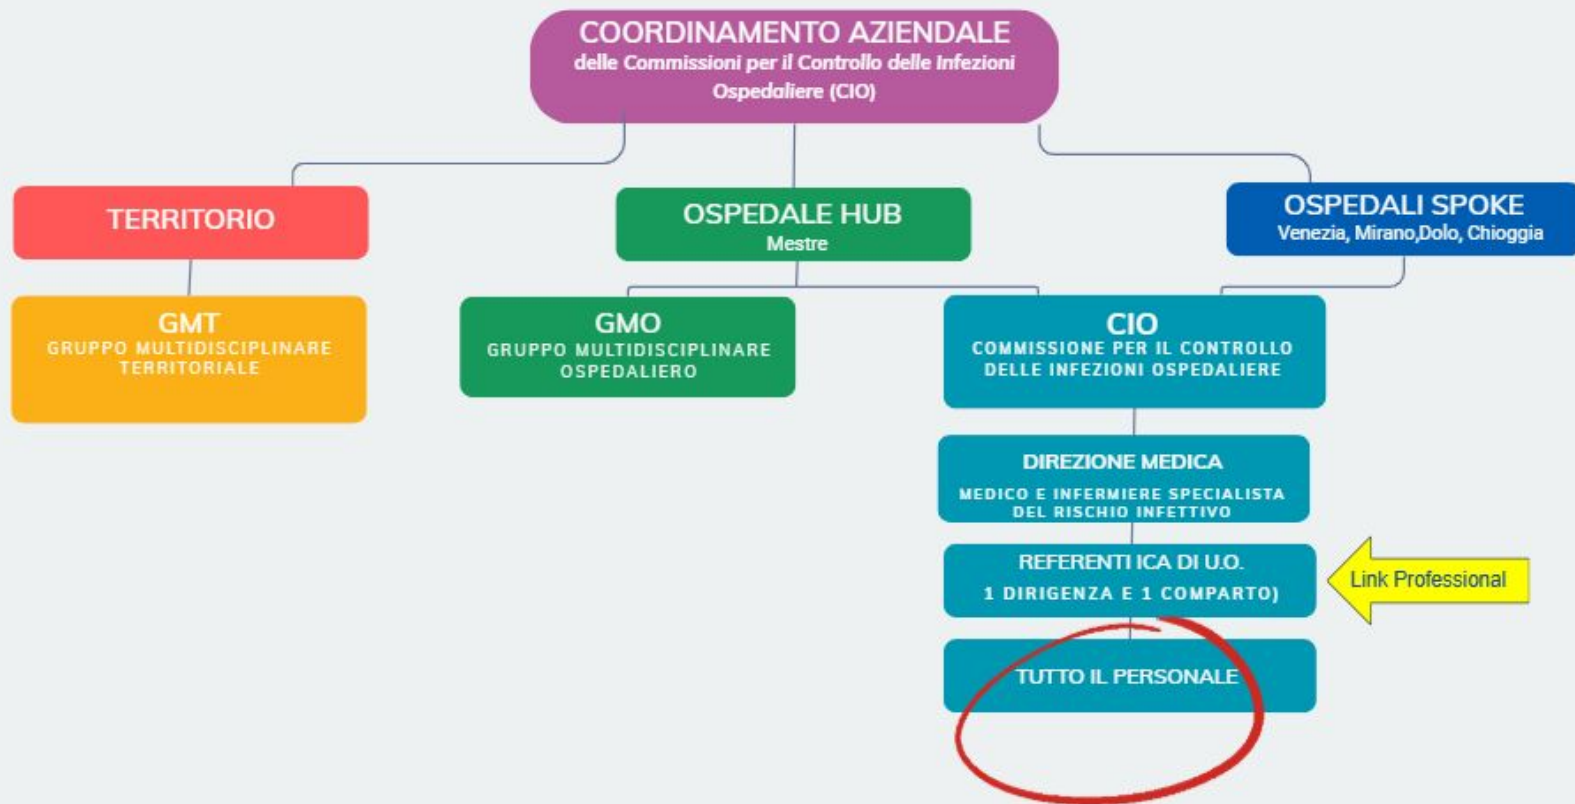 COORDINAMENTO AZIENDALE
delle Commissioni per il Controllo delle Infezioni
Ospedaliere (CIO)
TERRITORIO
OSPEDALE HUB
Mestre
OSPEDALI SPOKE
Venezia, Mirano,Dolo, Chioggia
GMT
GRUPPO MULTIDISCIPLINARE
TERRITORIALE
GMO
GRUPPO MULTIDISCIPLINARE
OSPEDALIERO
CIO
COMMISSIONE PER IL CONTROLLO
DELLE INFEZIONI OSPEDALIERE
DIREZIONE MEDICA
MEDICO E INFERMIERE SPECIALISTA
DEL RISCHIO INFETTIVO
REFERENTI ICA DI U.O.
1 DIRIGENZA E 1 COMPARTO)
Link Professional
TUTTO IL PERSONALE